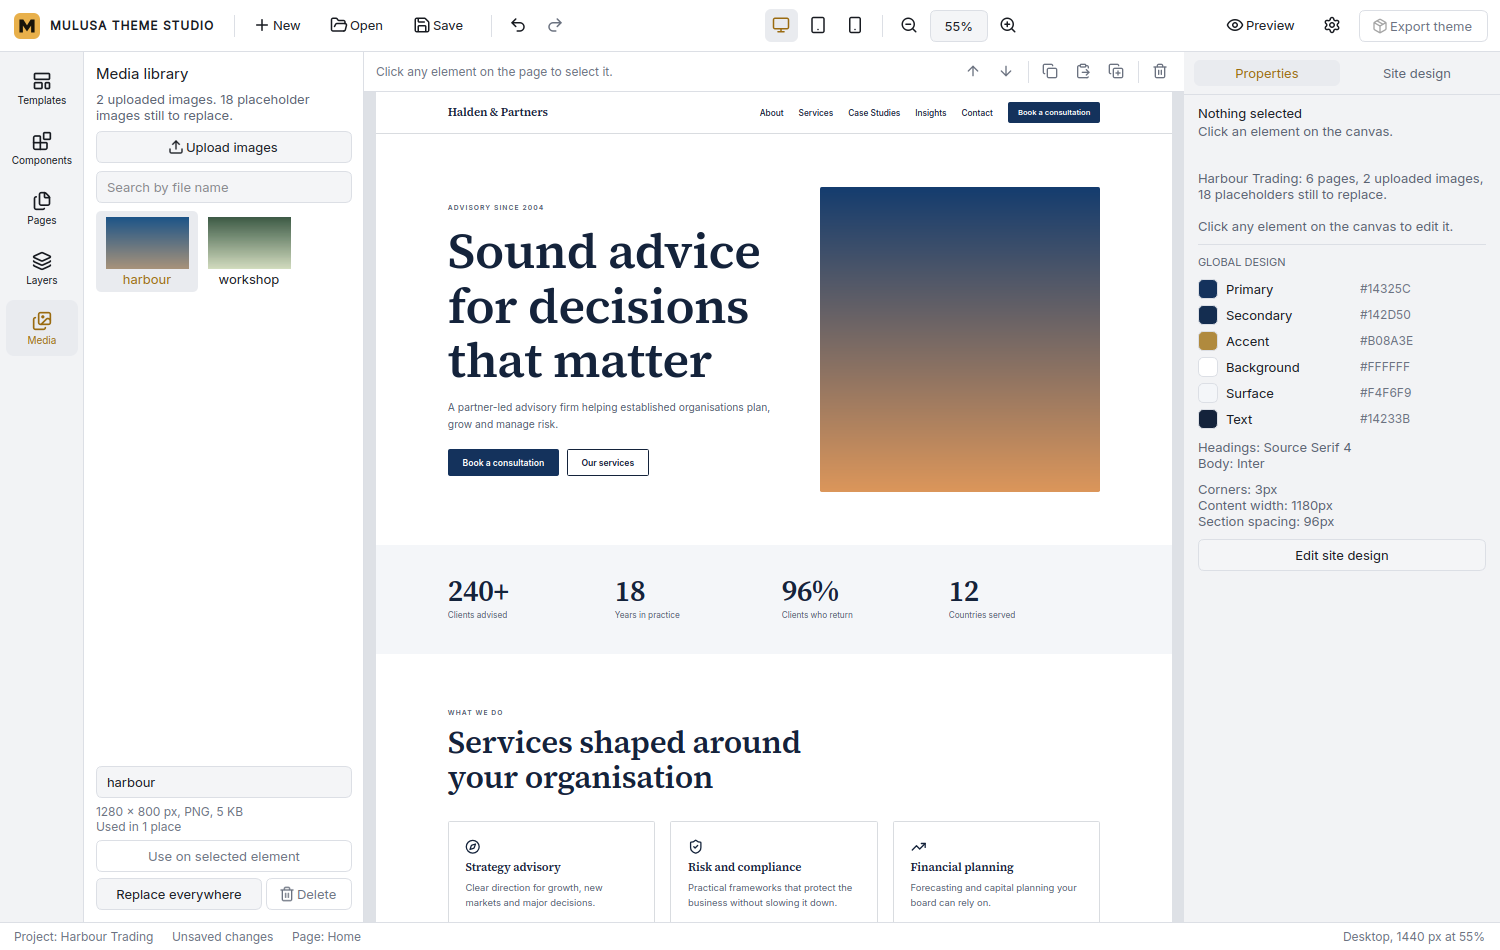 MULUSA THEME STUDIO
New
Open
Save
55%
Preview
Export theme
Templates
Components
Pages
Layers
Media
Media library
2 uploaded images. 18 placeholder
images still to replace.
Upload images
Search by file name
harbour
workshop
harbour
1280 × 800 px, PNG, 5 KB
Used in 1 place
Use on selected element
Replace everywhere
Delete
Click any element on the page to select it.
Halden & Partners
About
Services
Case Studies
Insights
Contact
Book a consultation
ADVISORY SINCE 2004
Sound advice
for decisions
that matter
A partner-led advisory firm helping established organisations plan,
grow and manage risk.
Book a consultation
Our services
240+
Clients advised
18
Years in practice
96%
Clients who return
12
Countries served
WHAT WE DO
Services shaped around
your organisation
Strategy advisory
Clear direction for growth, new
markets and major decisions.
Risk and compliance
Practical frameworks that protect the
business without slowing it down.
Financial planning
Forecasting and capital planning your
board can rely on.
Properties
Site design
Nothing selected
Click an element on the canvas.
Harbour Trading: 6 pages, 2 uploaded images,
18 placeholders still to replace.
Click any element on the canvas to edit it.
GLOBAL DESIGN
Primary #14325C
Secondary #142D50
Accent #B08A3E
Background #FFFFFF
Surface #F4F6F9
Text #14233B
Headings: Source Serif 4
Body: Inter
Corners: 3px
Content width: 1180px
Section spacing: 96px
Edit site design
Project: Harbour Trading
Unsaved changes
Page: Home
Desktop, 1440 px at 55%